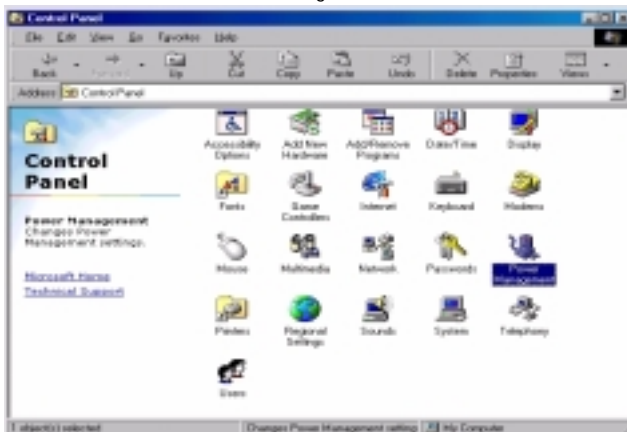 Control Panel
File Edit View Go Favorites Help
Back Forward Up Cut Copy Paste Undo Delete Properties Views
Address Control Panel
Control
Panel
Power Management
Changes Power
Management settings.
Microsoft Home
Technical Support
Accessibility
Options
Add New
Hardware
Add/Remove
Programs
Date/Time
Display
Fonts
Game
Controllers
Internet
Keyboard
Modems
Mouse
Multimedia
Network
Passwords
Power
Management
Printers
Regional
Settings
Sounds
System
Telephony
Users
1 object(s) selected
Changes Power Management setting
My Computer